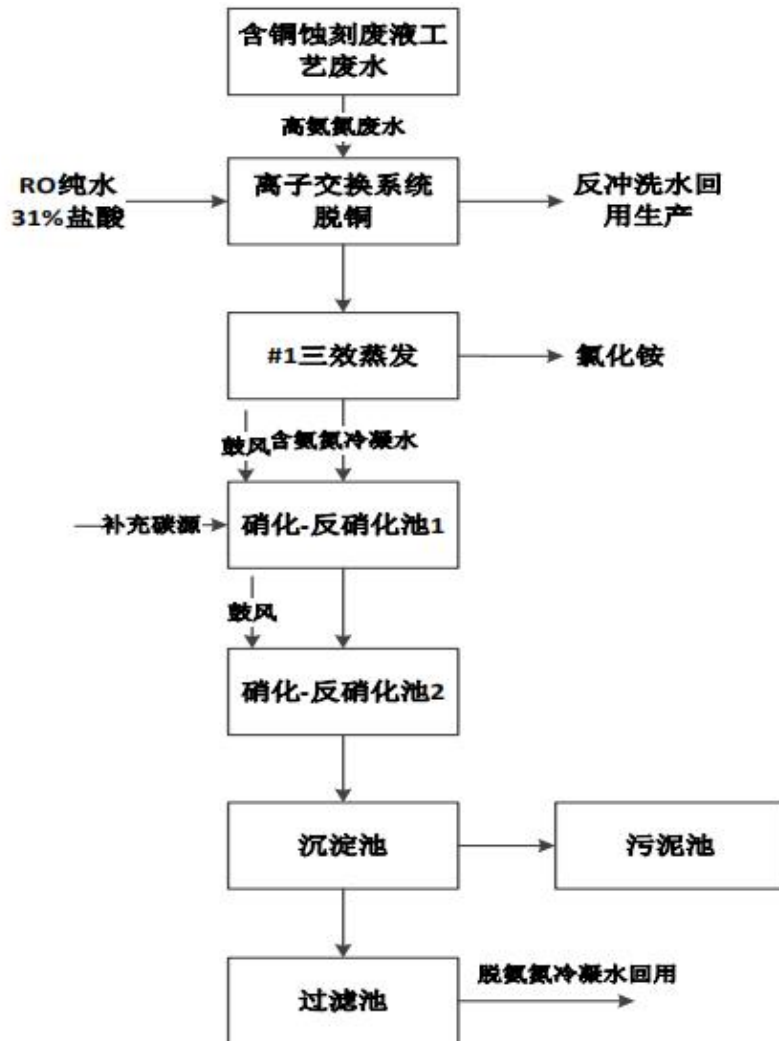 含铜蚀刻废液工
艺废水
高氨氮废水
RO纯水
31%盐酸
离子交换系统
脱铜
反冲洗水回
用生产
#1三效蒸发
氯化铵
鼓风
含氨氮冷凝水
补充碳源
硝化-反硝化池1
鼓风
硝化-反硝化池2
沉淀池
污泥池
过滤池
脱氨氮冷凝水回用